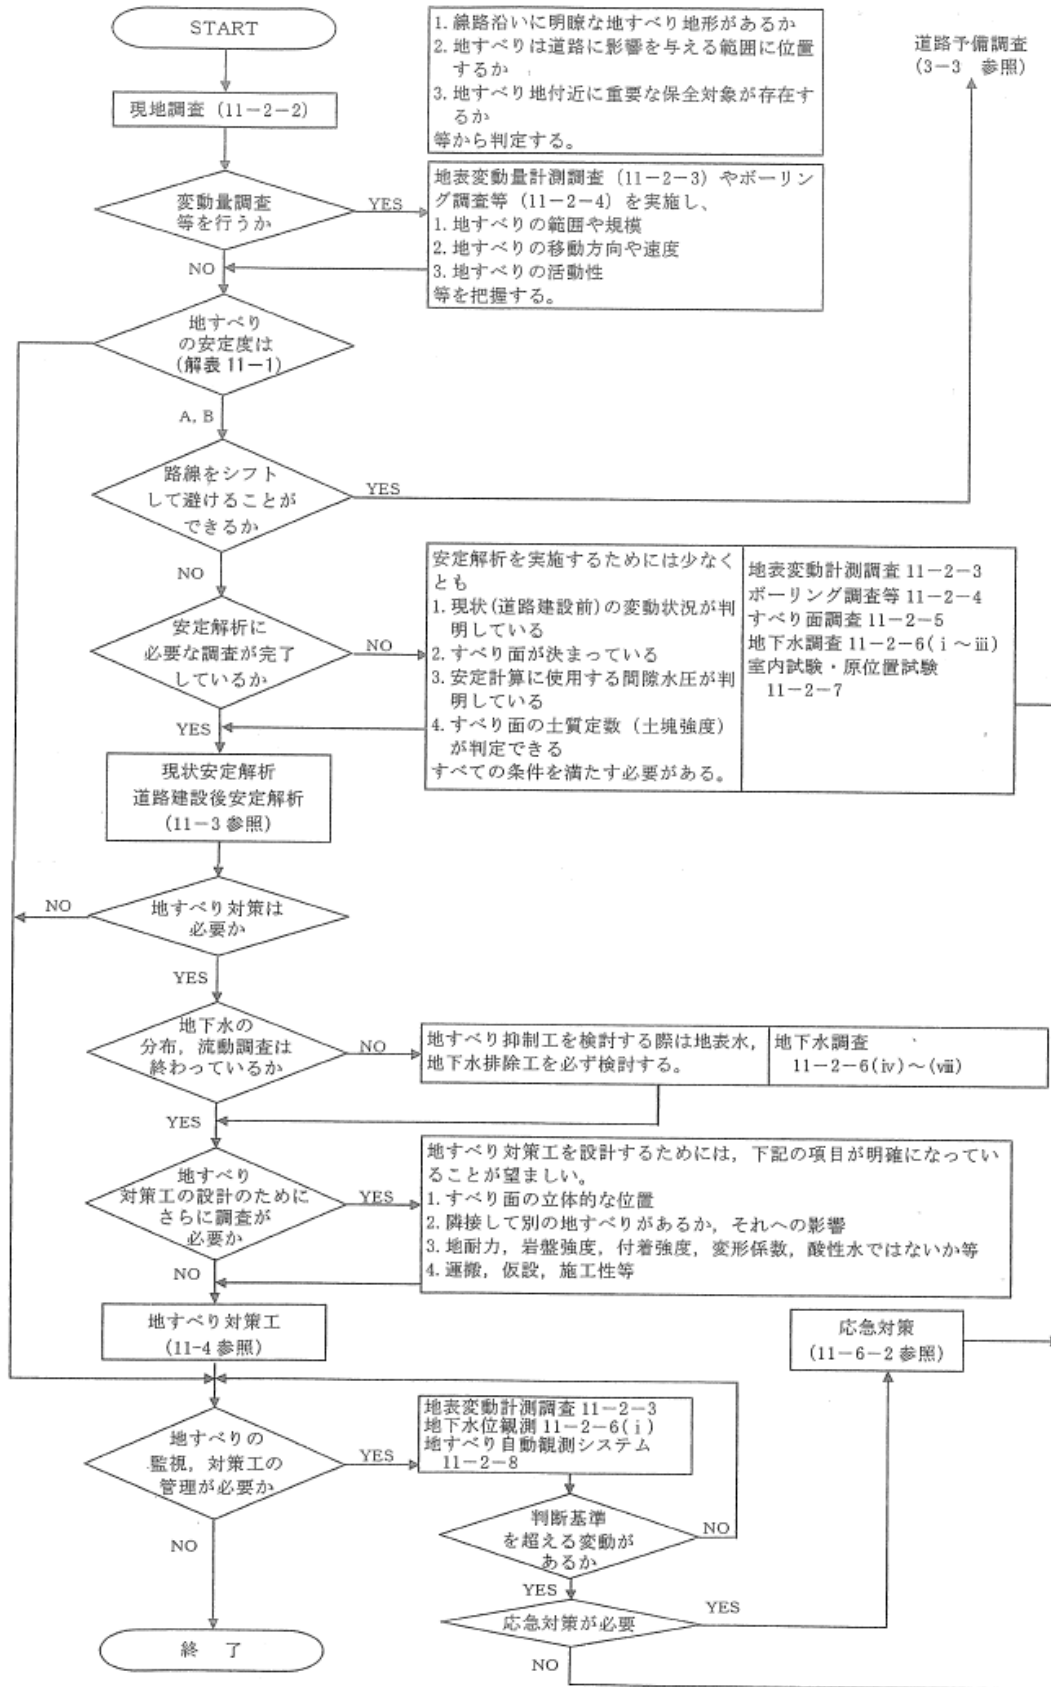 START
1. 線路沿いに明瞭な地すべり地形があるか
2. 地すべりは道路に影響を与える範囲に位置
するか
3. 地すべり地付近に重要な保全対象が存在す
るか
等から判定する。
道路予備調査
(3－3　参照)
現地調査 (11－2－2)
変動量調査
等を行うか
YES
地表変動量計測調査 (11－2－3) やボーリン
グ調査等 (11－2－4) を実施し、
1. 地すべりの範囲や規模
2. 地すべりの移動方向や速度
3. 地すべりの活動性
等を把握する。
NO
地すべり
の安定度は
(解表 11－1)
A, B
路線をシフト
して避けることが
できるか
YES
NO
安定解析に
必要な調査が完了
しているか
NO
安定解析を実施するためには少なく
とも
1. 現状(道路建設前)の変動状況が判
明している
2. すべり面が決まっている
3. 安定計算に使用する間隙水圧が判
明している
4. すべり面の土質定数 (土塊強度)
が判定できる
すべての条件を満たす必要がある。
地表変動計測調査 11－2－3
ボーリング調査等 11－2－4
すべり面調査 11－2－5
地下水調査 11－2－6(ⅰ～ⅲ)
室内試験・原位置試験
11－2－7
YES
現状安定解析
道路建設後安定解析
(11－3 参照)
地すべり対策は
必要か
NO
YES
地下水の
分布, 流動調査は
終わっているか
NO
地すべり抑制工を検討する際は地表水,
地下水排除工を必ず検討する。
地下水調査
11－2－6(ⅳ)～(ⅷ)
YES
地すべり
対策工の設計のために
さらに調査が
必要か
YES
地すべり対策工を設計するためには, 下記の項目が明確になってい
ることが望ましい。
1. すべり面の立体的な位置
2. 隣接して別の地すべりがあるか, それへの影響
3. 地耐力, 岩盤強度, 付着強度, 変形係数, 酸性水ではないか等
4. 運搬, 仮設, 施工性等
NO
地すべり対策工
(11-4 参照)
応急対策
(11－6－2 参照)
地すべりの
監視, 対策工の
管理が必要か
YES
地表変動計測調査 11－2－3
地下水位観測 11－2－6(ⅰ)
地すべり自動観測システム
11－2－8
判断基準
を超える変動が
あるか
NO
NO
YES
応急対策が必要
YES
NO
終　了